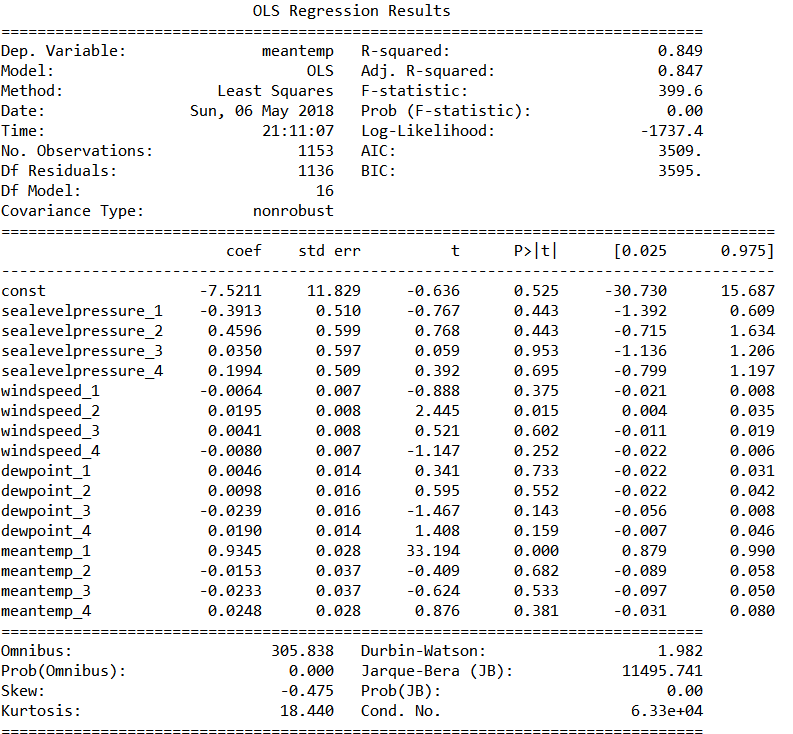 OLS Regression Results
==============================================================================
Dep. Variable:               meantemp   R-squared:                       0.849
Model:                            OLS   Adj. R-squared:                  0.847
Method:                 Least Squares   F-statistic:                     399.6
Date:                Sun, 06 May 2018   Prob (F-statistic):               0.00
Time:                        21:11:07   Log-Likelihood:                -1737.4
No. Observations:                1153   AIC:                             3509.
Df Residuals:                    1136   BIC:                             3595.
Df Model:                          16
Covariance Type:            nonrobust
======================================================================================
                         coef    std err          t      P>|t|      [0.025      0.975]
--------------------------------------------------------------------------------------
const                 -7.5211     11.829     -0.636      0.525     -30.730      15.687
sealevelpressure_1    -0.3913      0.510     -0.767      0.443      -1.392       0.609
sealevelpressure_2     0.4596      0.599      0.768      0.443      -0.715       1.634
sealevelpressure_3     0.0350      0.597      0.059      0.953      -1.136       1.206
sealevelpressure_4     0.1994      0.509      0.392      0.695      -0.799       1.197
windspeed_1           -0.0064      0.007     -0.888      0.375      -0.021       0.008
windspeed_2            0.0195      0.008      2.445      0.015       0.004       0.035
windspeed_3            0.0041      0.008      0.521      0.602      -0.011       0.019
windspeed_4           -0.0080      0.007     -1.147      0.252      -0.022       0.006
dewpoint_1             0.0046      0.014      0.341      0.733      -0.022       0.031
dewpoint_2             0.0098      0.016      0.595      0.552      -0.022       0.042
dewpoint_3            -0.0239      0.016     -1.467      0.143      -0.056       0.008
dewpoint_4             0.0190      0.014      1.408      0.159      -0.007       0.046
meantemp_1             0.9345      0.028     33.194      0.000       0.879       0.990
meantemp_2            -0.0153      0.037     -0.409      0.682      -0.089       0.058
meantemp_3            -0.0233      0.037     -0.624      0.533      -0.097       0.050
meantemp_4             0.0248      0.028      0.876      0.381      -0.031       0.080
==============================================================================
Omnibus:                      305.838   Durbin-Watson:                   1.982
Prob(Omnibus):                  0.000   Jarque-Bera (JB):            11495.741
Skew:                          -0.475   Prob(JB):                         0.00
Kurtosis:                      18.440   Cond. No.                     6.33e+04
==============================================================================